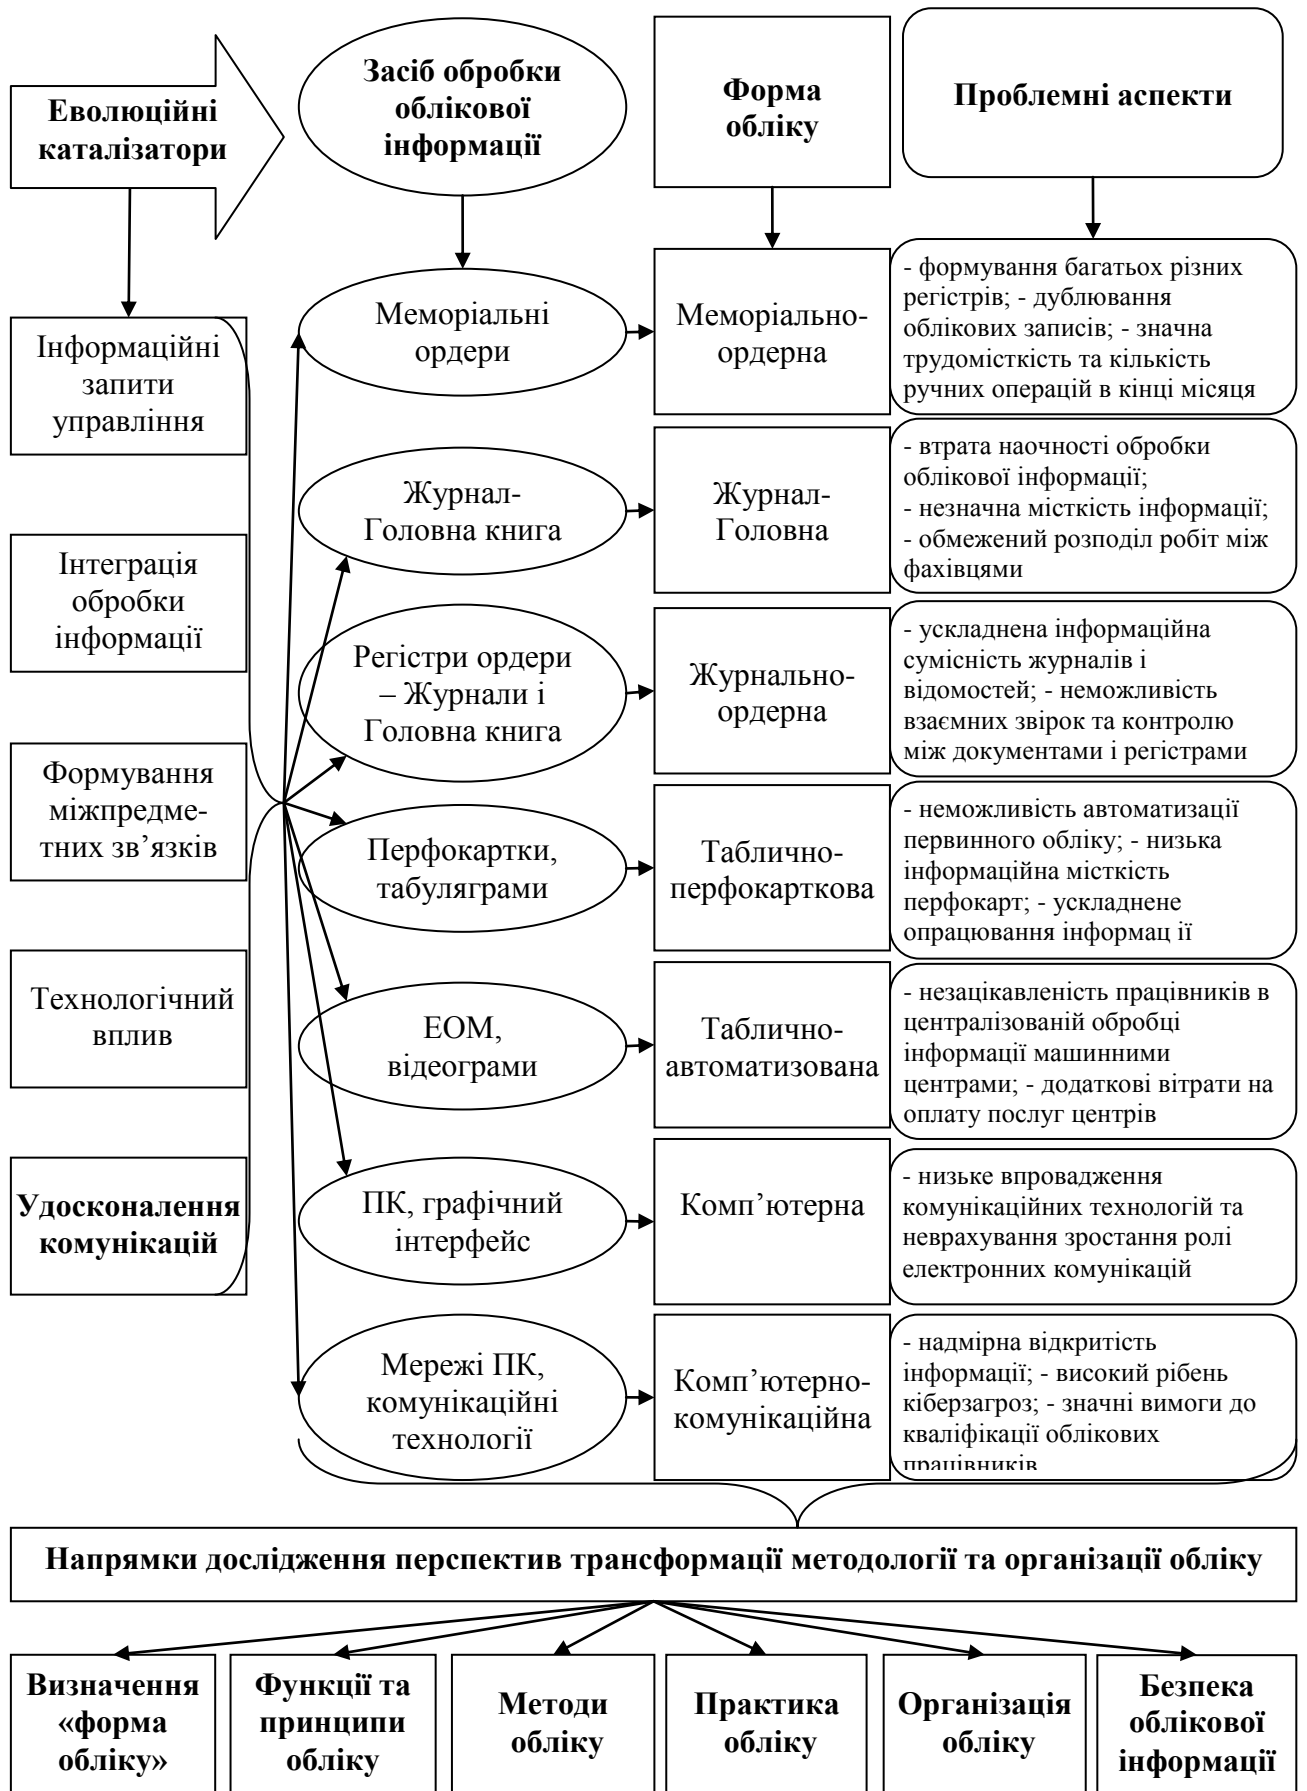 Еволюційні
каталізатори
Засіб обробки
облікової
інформації
Форма
обліку
Проблемні аспекти
Інформаційні
запити
управління
Інтеграція
обробки
інформації
Формування
міжпредме-
тних зв’язків
Технологічний
вплив
Удосконалення
комунікацій
Меморіальні
ордери
Меморіально-
ордерна
- формування багатьох різних
регістрів; - дублювання
облікових записів; - значна
трудомісткість та кількість
ручних операцій в кінці місяця
Журнал-
Головна книга
Журнал-
Головна
- втрата наочності обробки
облікової інформації;
- незначна місткість інформації;
- обмежений розподіл робіт між
фахівцями
Регістри ордери
– Журнали і
Головна книга
Журнально-
ордерна
- ускладнена інформаційна
сумісність журналів і
відомостей; - неможливість
взаємних звірок та контролю
між документами і регістрами
Перфокартки,
табуляграми
Таблично-
перфокарткова
- неможливість автоматизації
первинного обліку; - низька
інформаційна місткість
перфокарт; - ускладнене
опрацювання інформац ії
ЕОМ,
відеограми
Таблично-
автоматизована
- незацікавленість працівників в
централізованій обробці
інформації машинними
центрами; - додаткові вітрати на
оплату послуг центрів
ПК, графічний
інтерфейс
Комп’ютерна
- низьке впровадження
комунікаційних технологій та
неврахування зростання ролі
електронних комунікацій
Мережі ПК,
комунікаційні
технології
Комп’ютерно-
комунікаційна
- надмірна відкритість
інформації; - високий рібень
кіберзагроз; - значні вимоги до
кваліфікації облікових
працівників
Напрямки дослідження перспектив трансформації методології та організації обліку
Визначення
«форма
обліку»
Функції та
принципи
обліку
Методи
обліку
Практика
обліку
Організація
обліку
Безпека
облікової
інформації